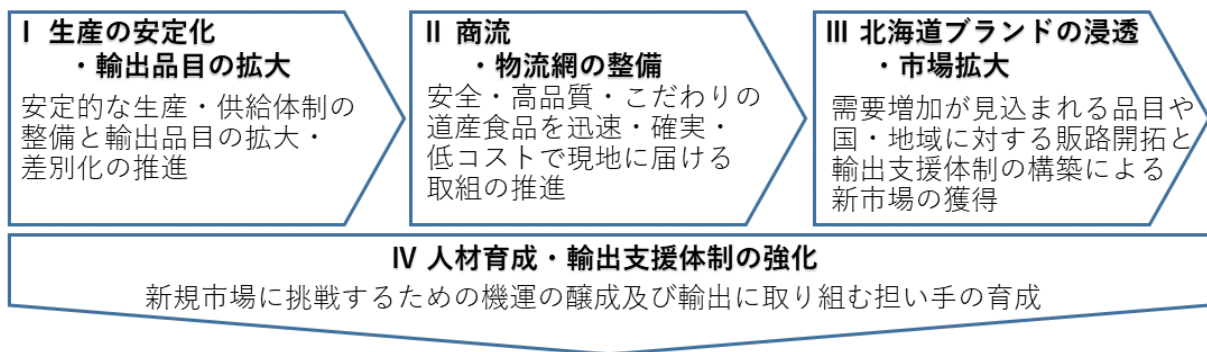 Ⅰ 生産の安定化
・輸出品目の拡大
安定的な生産・供給体制の
整備と輸出品目の拡大・
差別化の推進
Ⅱ 商流
・物流網の整備
安全・高品質・こだわりの
道産食品を迅速・確実・
低コストで現地に届ける
取組の推進
Ⅲ 北海道ブランドの浸透
・市場拡大
需要増加が見込まれる品目や
国・地域に対する販路開拓と
輸出支援体制の構築による
新市場の獲得
Ⅳ 人材育成・輸出支援体制の強化
新規市場に挑戦するための機運の醸成及び輸出に取り組む担い手の育成